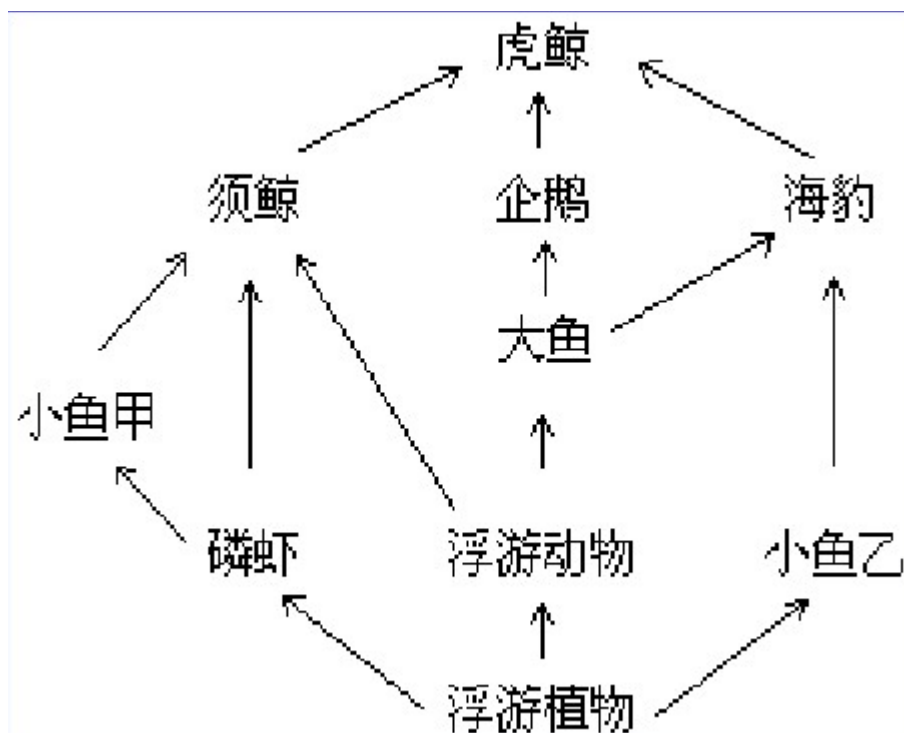 虎鲸
须鲸 企鹅 海豹
大鱼
小鱼甲
磷虾 浮游动物 小鱼乙
浮游植物